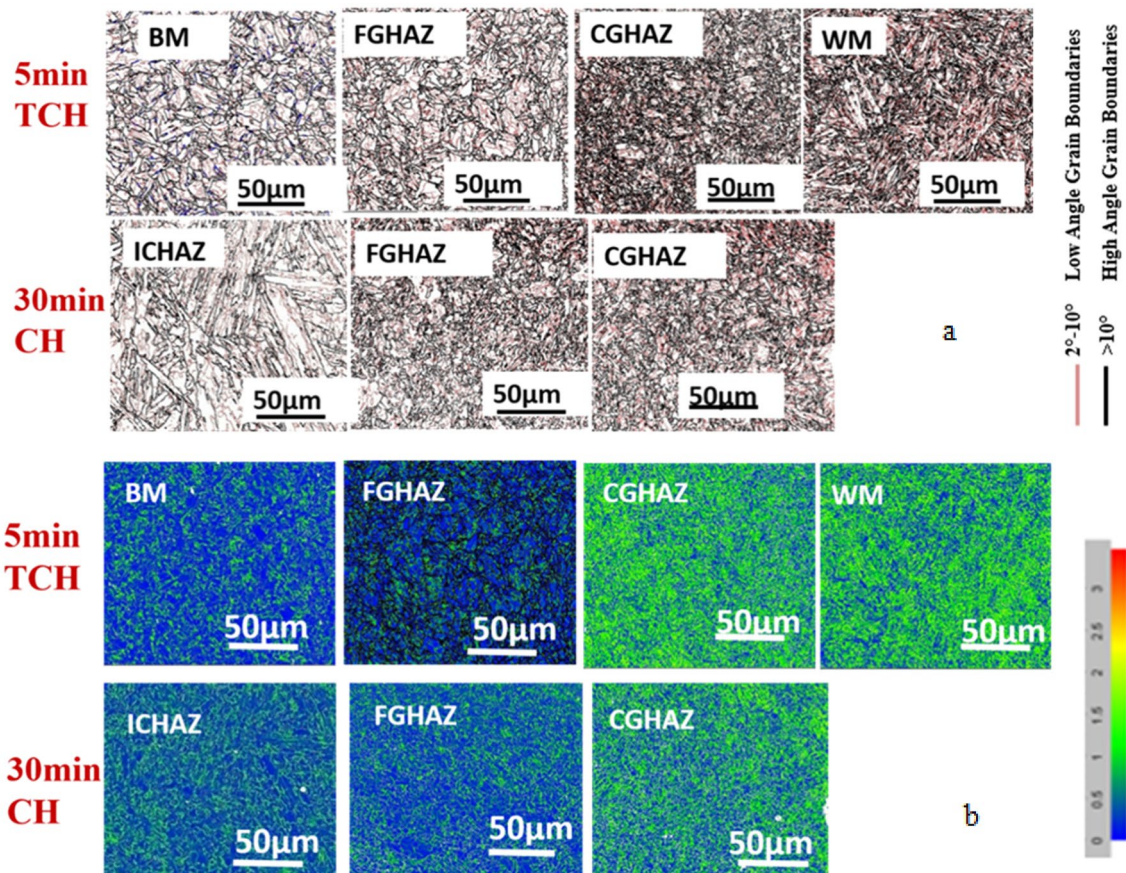 BM
FGHAZ
CGHAZ
WM
5min
TCH
50μm
50μm
50μm
50μm
ICHAZ
FGHAZ
CGHAZ
30min
CH
50μm
50μm
50μm
a
2°-10° Low Angle Grain Boundaries
>10° High Angle Grain Boundaries
BM
FGHAZ
CGHAZ
WM
5min
TCH
50μm
50μm
50μm
50μm
ICHAZ
FGHAZ
CGHAZ
30min
CH
50μm
50μm
50μm
b
3
2.5
2
1.5
1
0.5
0